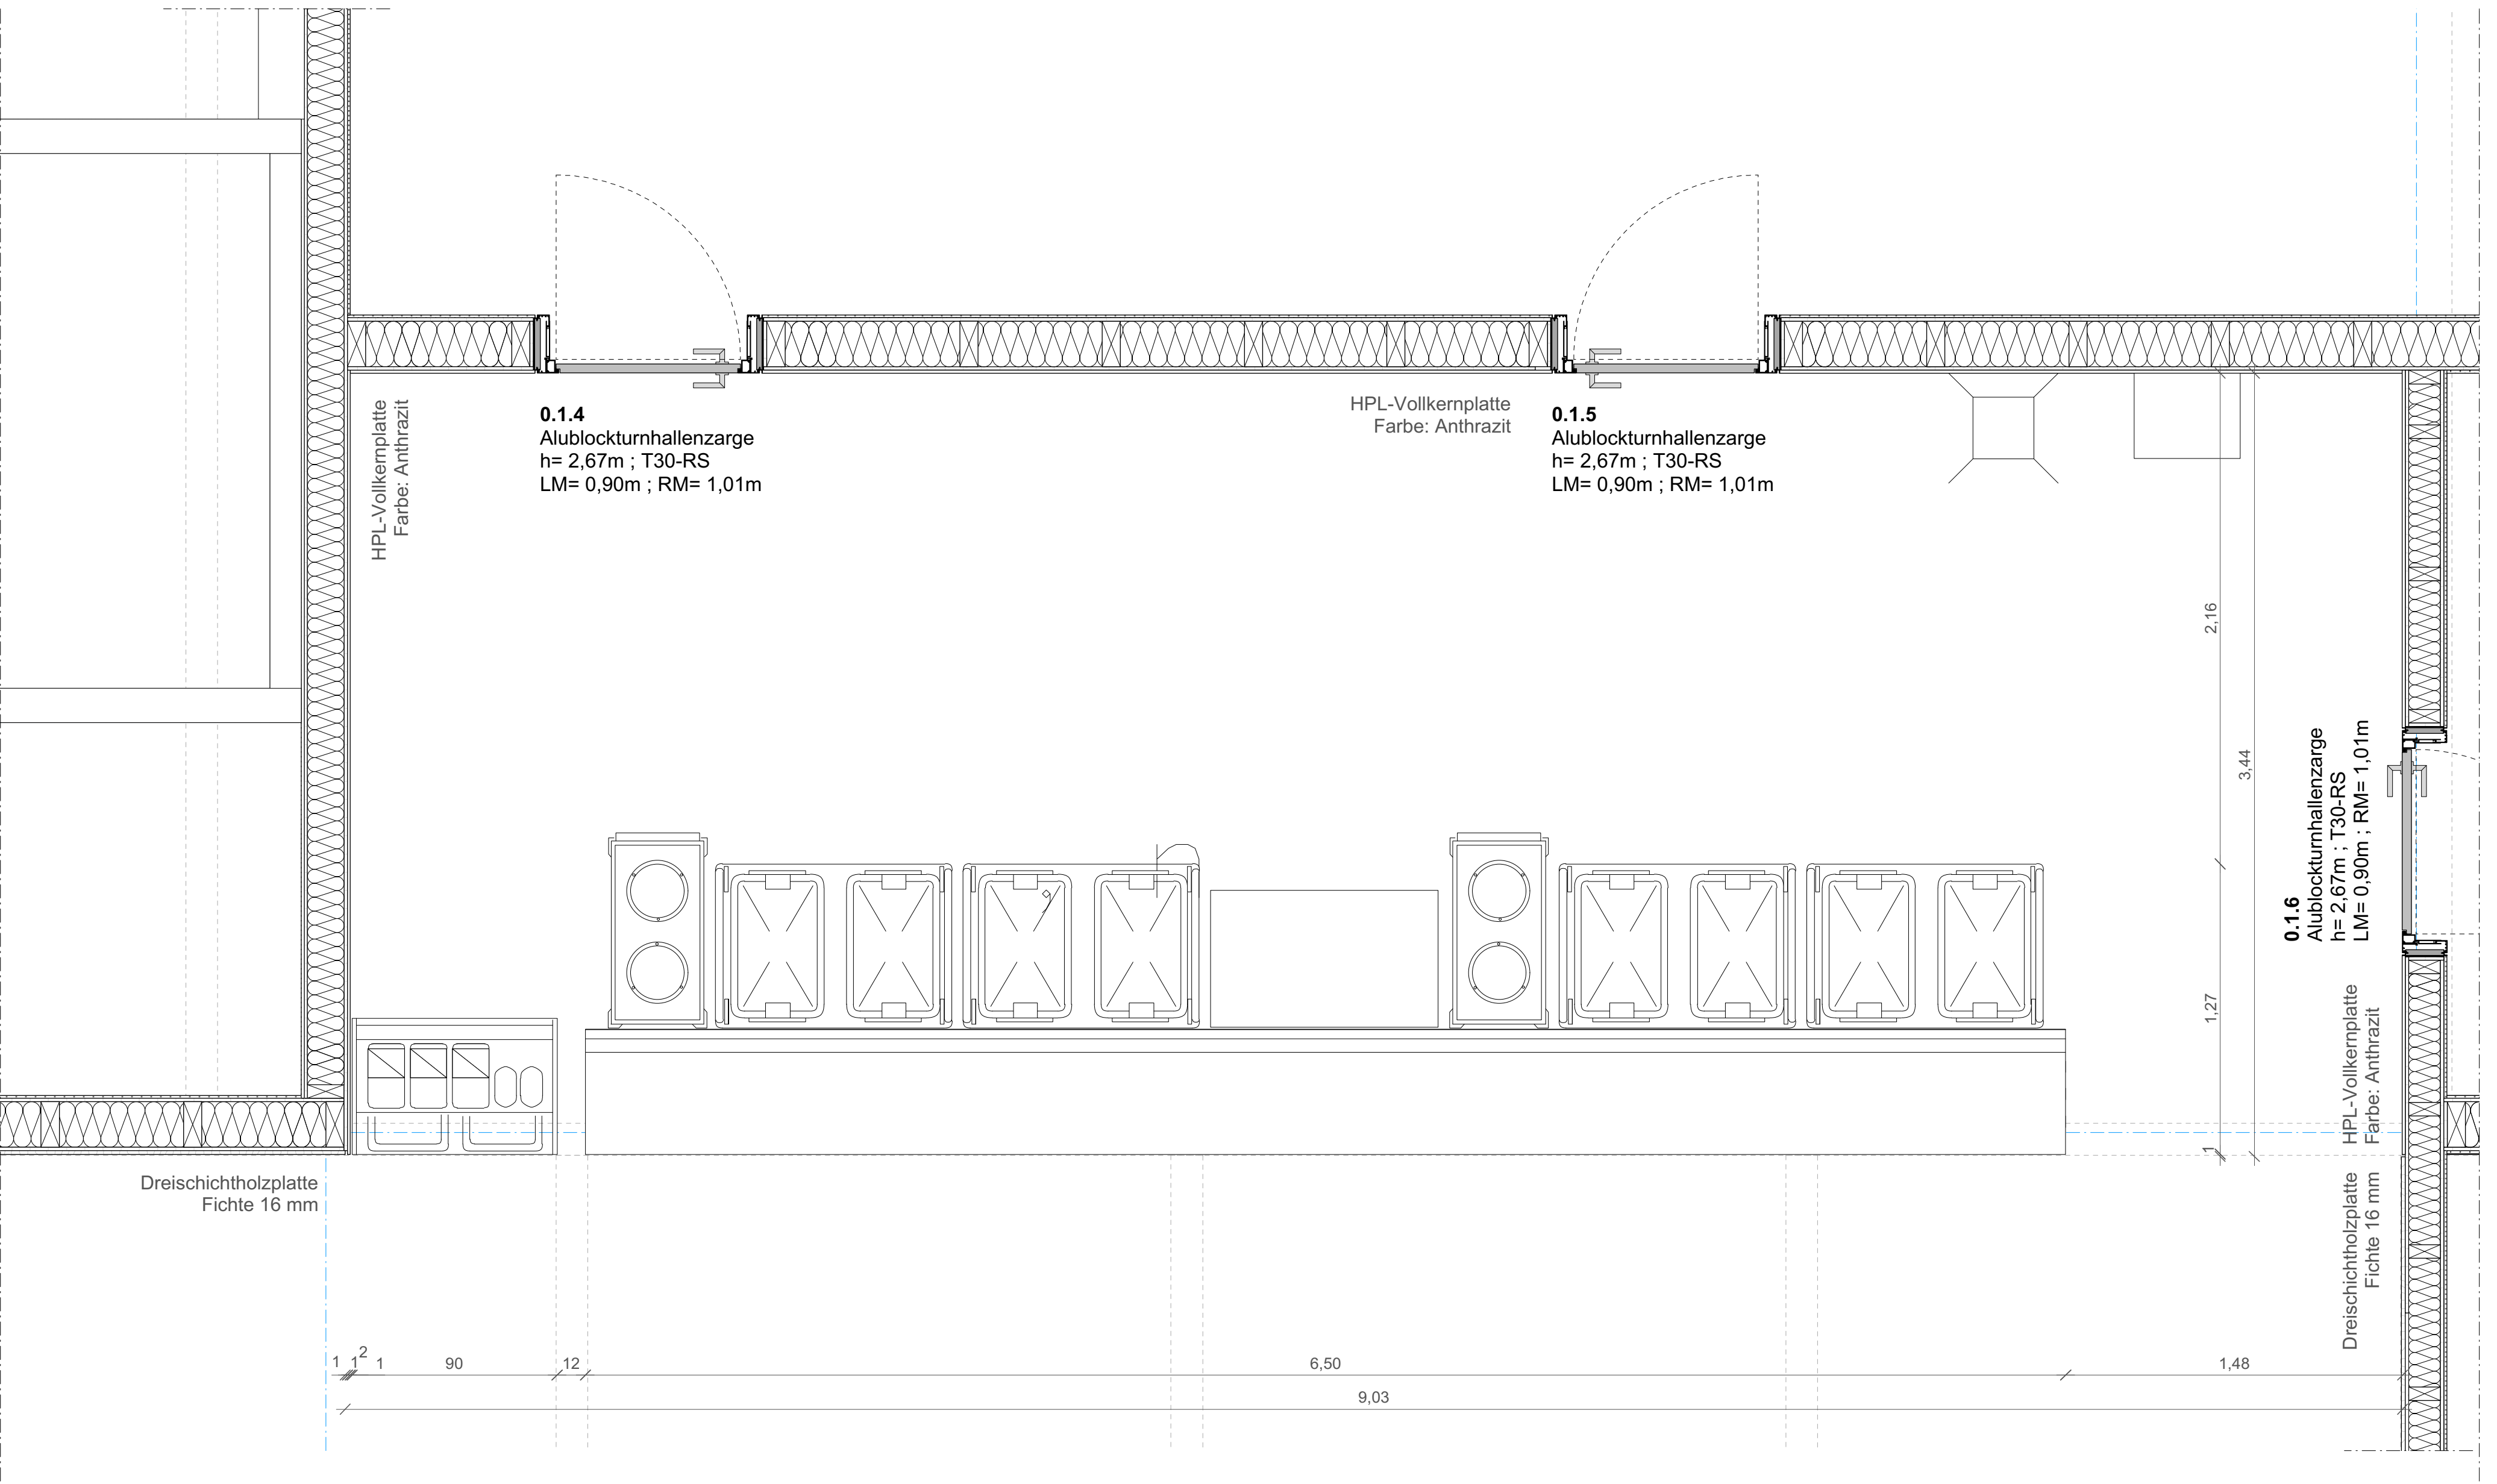 HPL-Vollkernplatte
Farbe: Anthrazit
0.1.4
Alublockturnhallenzarge
h= 2,67m ; T30-RS
LM= 0,90m ; RM= 1,01m
HPL-Vollkernplatte
Farbe: Anthrazit
0.1.5
Alublockturnhallenzarge
h= 2,67m ; T30-RS
LM= 0,90m ; RM= 1,01m
2,16
3,44
0.1.6
Alublockturnhallenzarge
h= 2,67m ; T30-RS
LM= 0,90m ; RM= 1,01m
1,27
HPL-Vollkernplatte
Farbe: Anthrazit
1
Dreischichtholzplatte
Fichte 16 mm
Dreischichtholzplatte
Fichte 16 mm
1 1 2 1 90 12 6,50 1,48
9,03